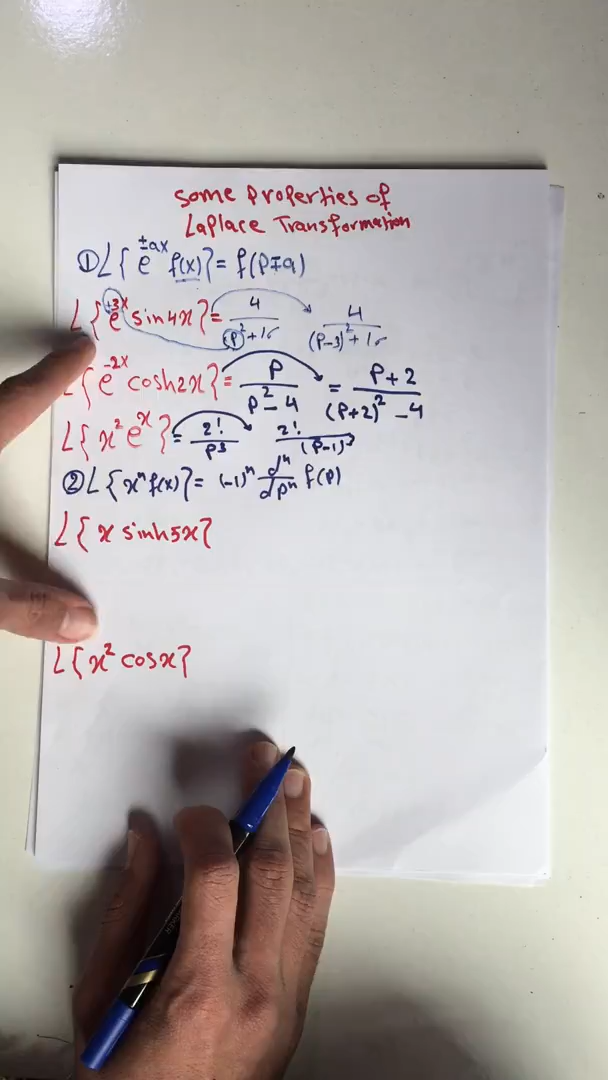 Some Properties of
Laplace Transformation
① L{e^±ax f(x)} = f(p∓a)
L{e^+3x sin4x} = 4/(p²+16) 4/((p-3)²+16)
L{e^-2x cosh2x} = p/(p²-4) = (p+2)/((p+2)²-4)
L{x² e^x} = 2!/p³ 2!/(p-1)³
② L{xⁿ f(x)} = (-1)ⁿ dⁿ/dpⁿ f(p)
L{x sinh5x}
L{x² cosx}